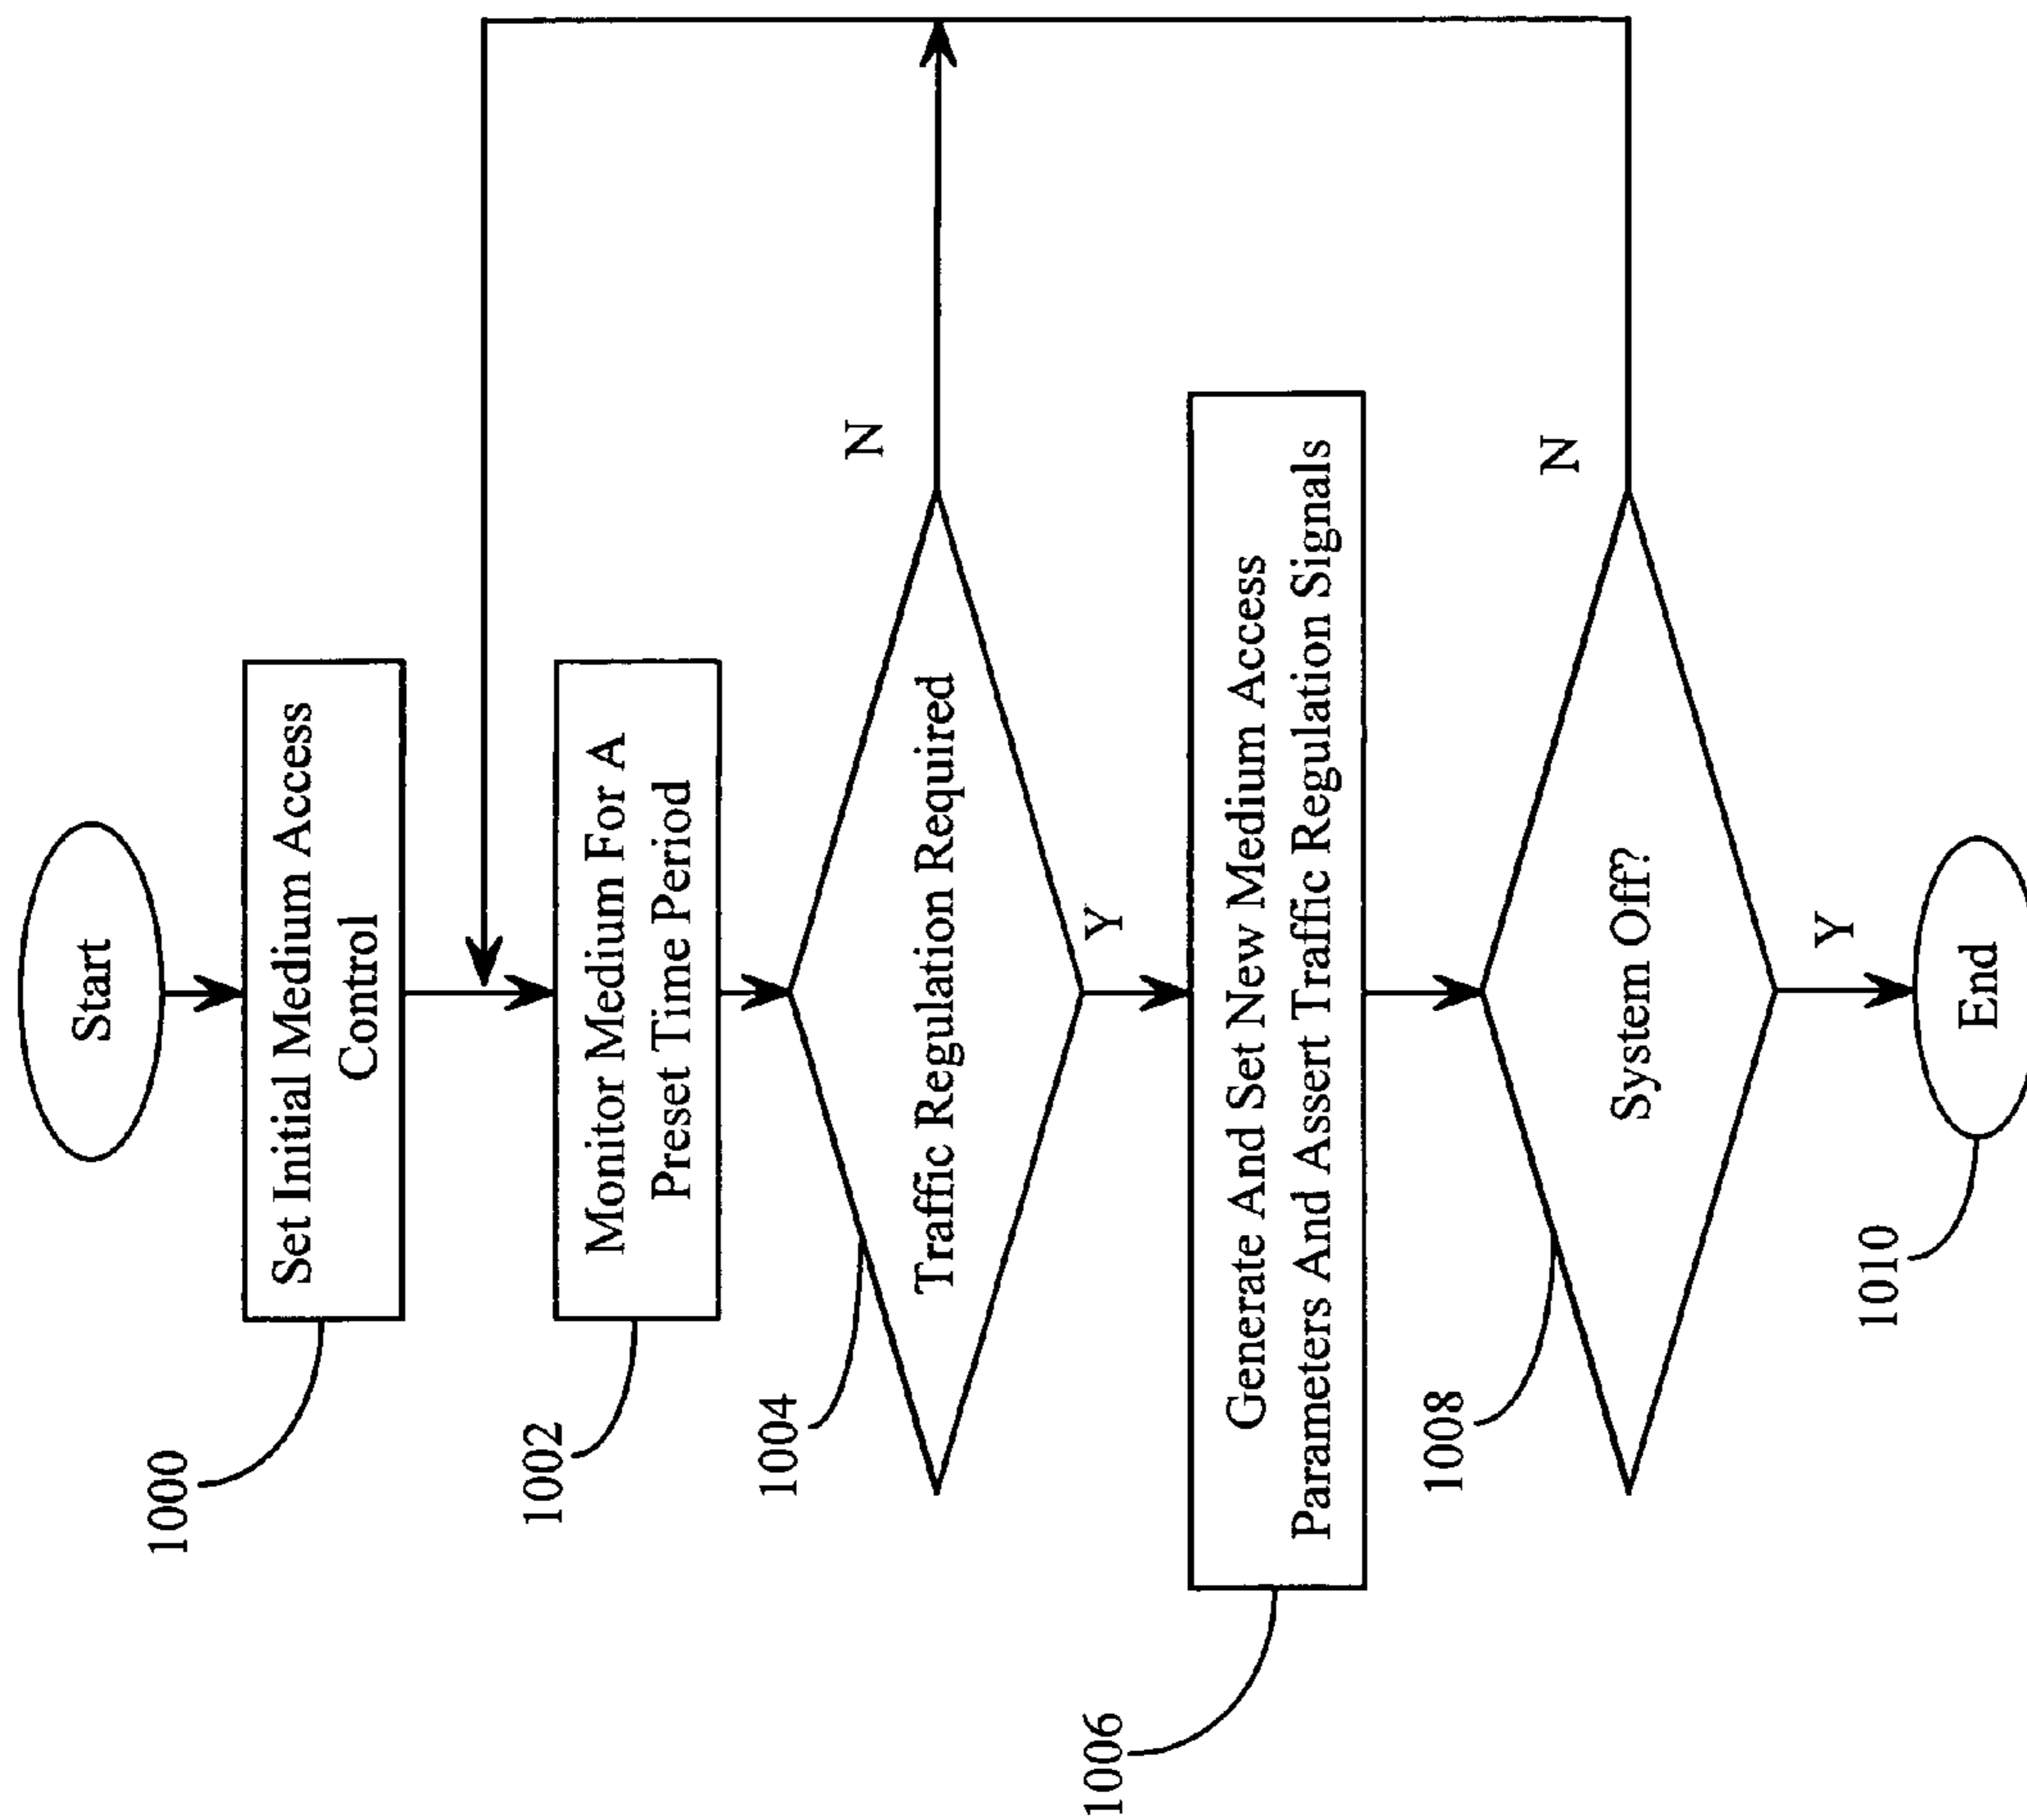 Start
1000
Set Initial Medium Access
Control
1002
Monitor Medium For A
Preset Time Period
1004
Traffic Regulation Required
N
Y
1006
Generate And Set New Medium Access
Parameters And Assert Traffic Regulation Signals
1008
System Off?
N
Y
1010
End